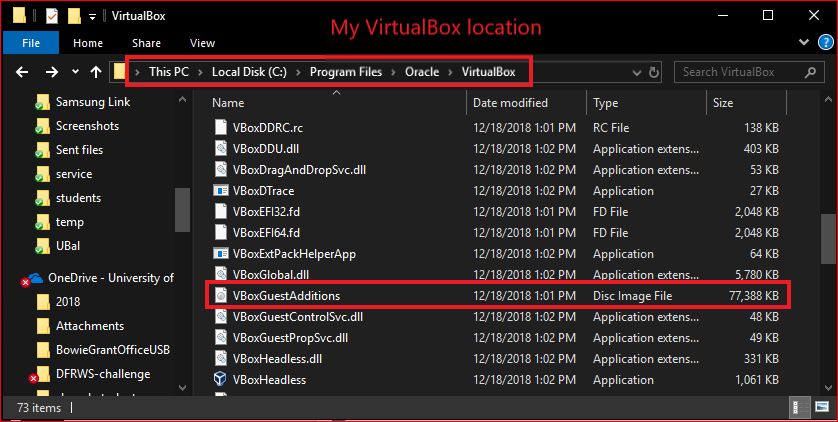 VirtualBox
My VirtualBox location
File Home Share View
This PC > Local Disk (C:) > Program Files > Oracle > VirtualBox
Search VirtualBox
Samsung Link
Screenshots
Sent files
service
students
temp
UBal
OneDrive - University of
2018
Attachments
BowieGrantOfficeUSB
DFRWS-challenge
Name Date modified Type Size
VBoxDDRC.rc 12/18/2018 1:01 PM RC File 138 KB
VBoxDDU.dll 12/18/2018 1:02 PM Application extens... 403 KB
VBoxDragAndDropSvc.dll 12/18/2018 1:02 PM Application extens... 53 KB
VBoxDTrace 12/18/2018 1:02 PM Application 27 KB
VBoxEFI32.fd 12/18/2018 1:01 PM FD File 2,048 KB
VBoxEFI64.fd 12/18/2018 1:01 PM FD File 2,048 KB
VBoxExtPackHelperApp 12/18/2018 1:02 PM Application 64 KB
VBoxGlobal.dll 12/18/2018 1:02 PM Application extens... 5,780 KB
VBoxGuestAdditions 12/18/2018 1:01 PM Disc Image File 77,388 KB
VBoxGuestControlSvc.dll 12/18/2018 1:02 PM Application extens... 48 KB
VBoxGuestPropSvc.dll 12/18/2018 1:02 PM Application extens... 49 KB
VBoxHeadless.dll 12/18/2018 1:02 PM Application extens... 331 KB
VBoxHeadless 12/18/2018 1:02 PM Application 1,061 KB
73 items